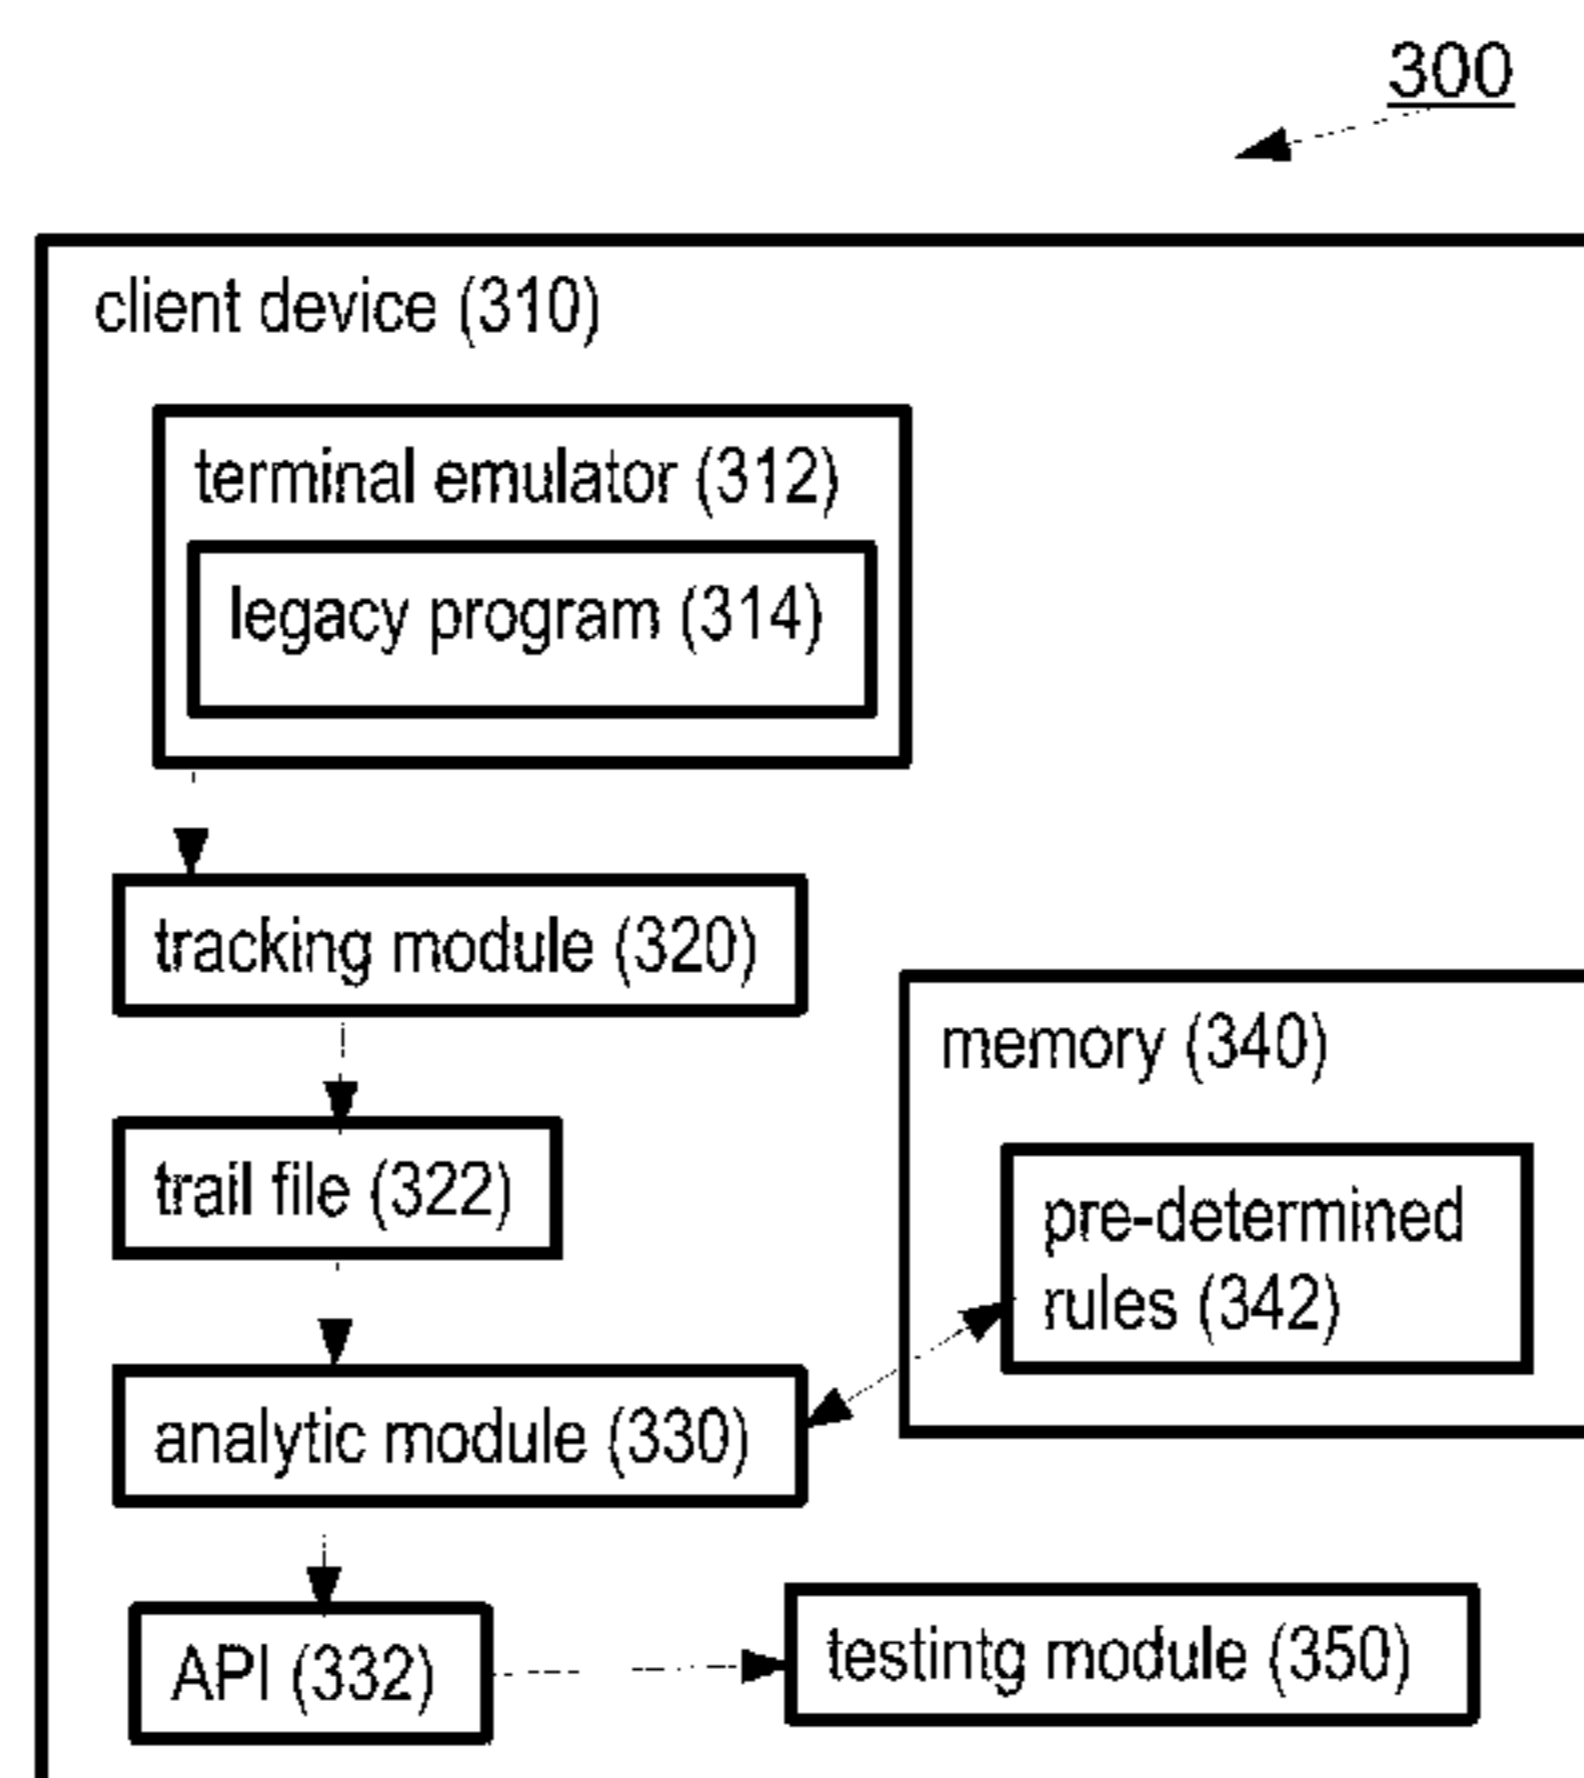 300
client device (310)
terminal emulator (312)
legacy program (314)
tracking module (320)
memory (340)
trail file (322)
pre-determined
rules (342)
analytic module (330)
API (332)
testintg module (350)